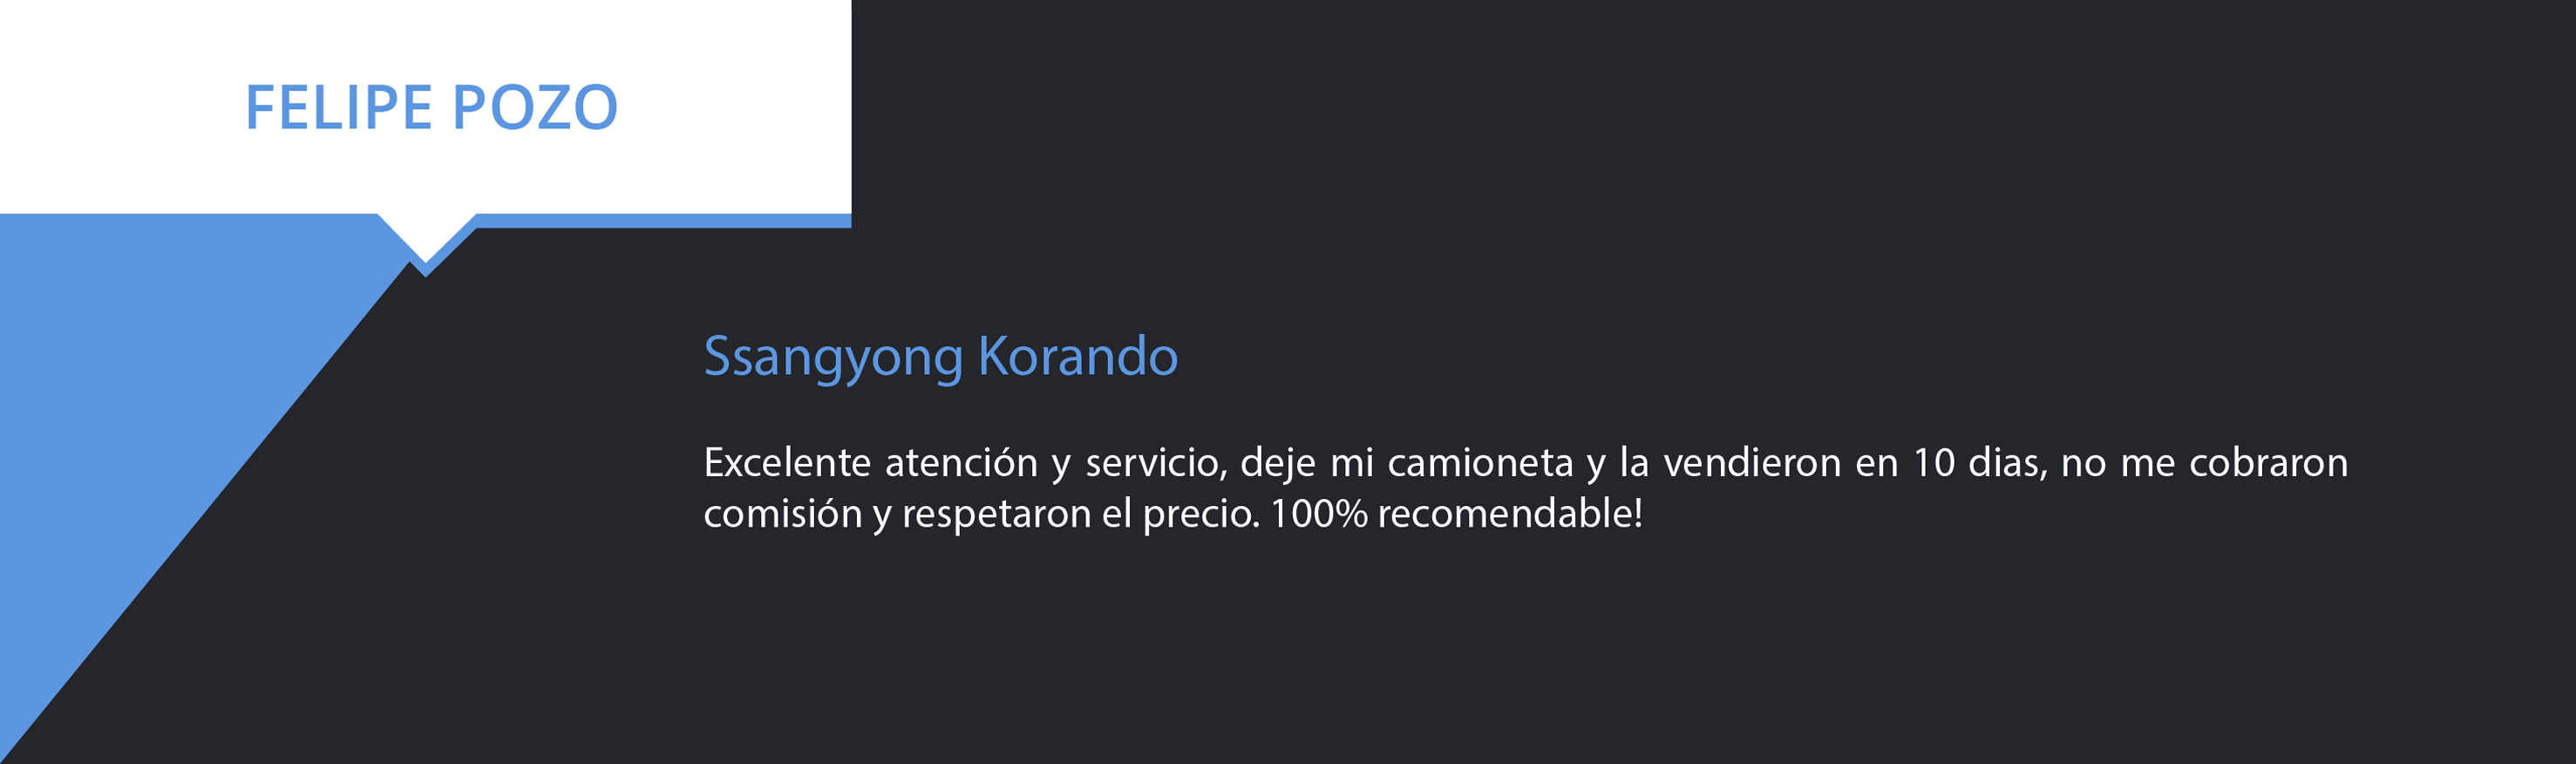 FELIPE POZO
Ssangyong Korando
Excelente atención y servicio, deje mi camioneta y la vendieron en 10 dias, no me cobraron
comisión y respetaron el precio. 100% recomendable!